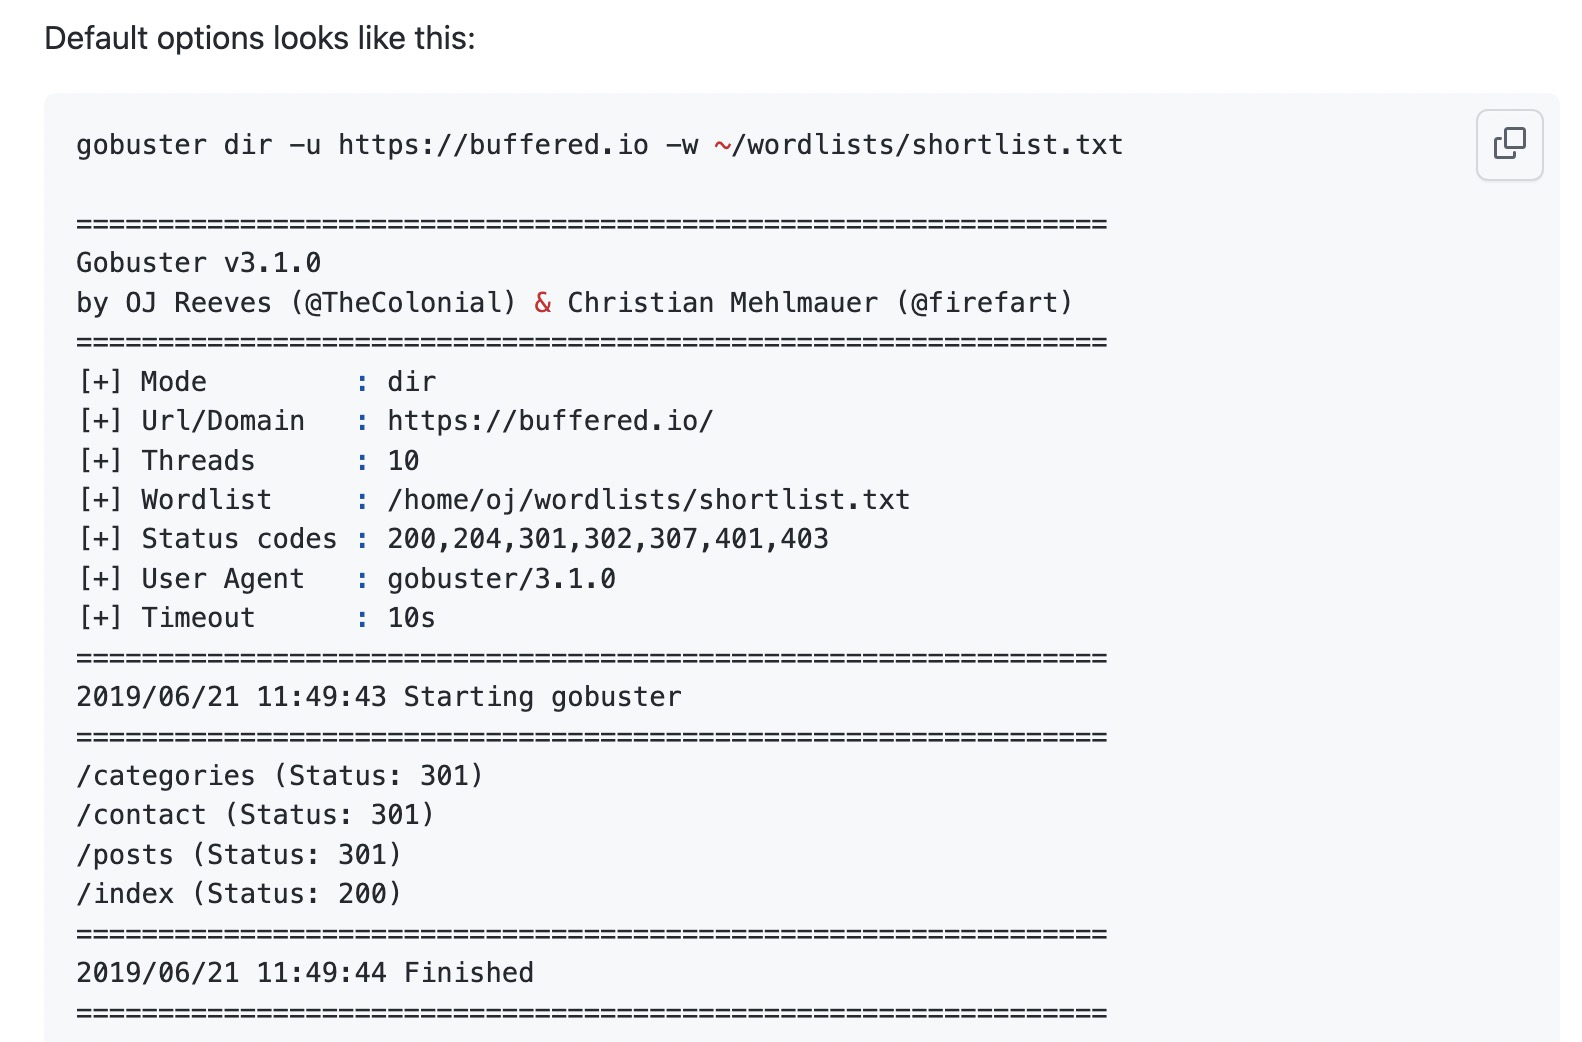 Default options looks like this:
gobuster dir -u https://buffered.io -w ~/wordlists/shortlist.txt
===============================================================
Gobuster v3.1.0
by OJ Reeves (@TheColonial) & Christian Mehlmauer (@firefart)
===============================================================
[+] Mode         : dir
[+] Url/Domain   : https://buffered.io/
[+] Threads      : 10
[+] Wordlist     : /home/oj/wordlists/shortlist.txt
[+] Status codes : 200,204,301,302,307,401,403
[+] User Agent   : gobuster/3.1.0
[+] Timeout      : 10s
===============================================================
2019/06/21 11:49:43 Starting gobuster
===============================================================
/categories (Status: 301)
/contact (Status: 301)
/posts (Status: 301)
/index (Status: 200)
===============================================================
2019/06/21 11:49:44 Finished
===============================================================